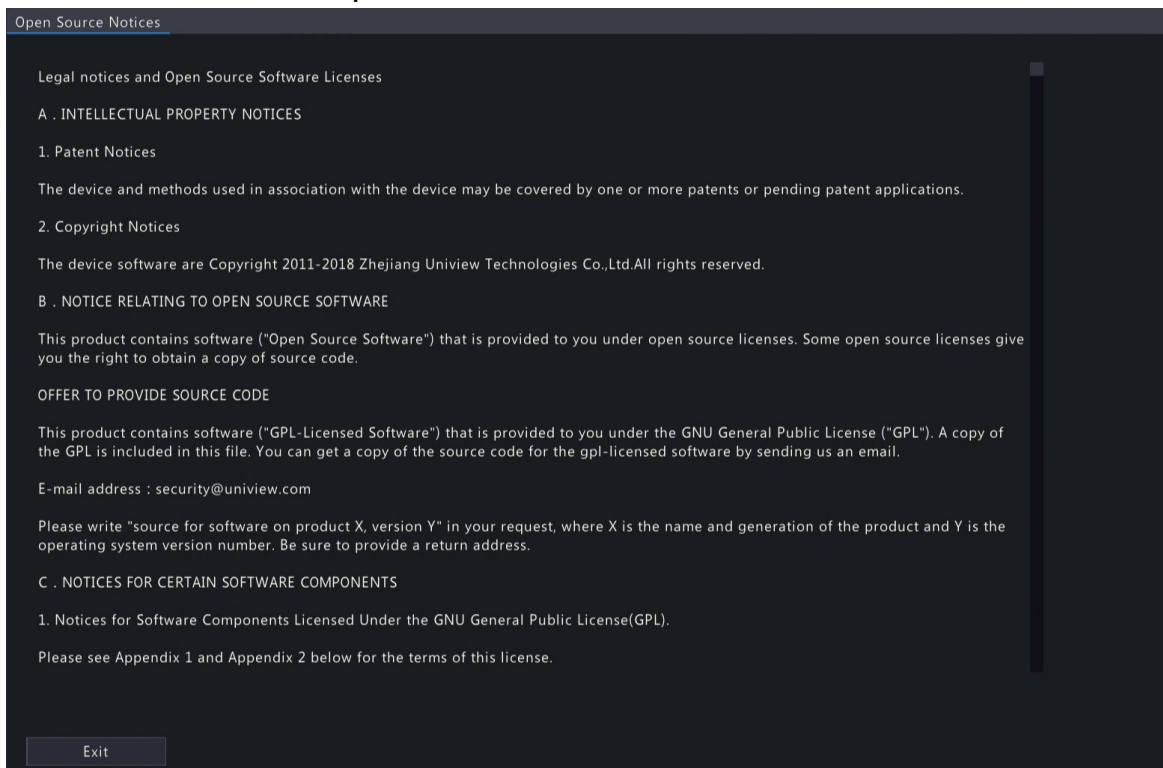 Open Source Notices
Legal notices and Open Source Software Licenses
A . INTELLECTUAL PROPERTY NOTICES
1. Patent Notices
The device and methods used in association with the device may be covered by one or more patents or pending patent applications.
2. Copyright Notices
The device software are Copyright 2011-2018 Zhejiang Uniview Technologies Co.,Ltd.All rights reserved.
B . NOTICE RELATING TO OPEN SOURCE SOFTWARE
This product contains software ("Open Source Software") that is provided to you under open source licenses. Some open source licenses give
you the right to obtain a copy of source code.
OFFER TO PROVIDE SOURCE CODE
This product contains software ("GPL-Licensed Software") that is provided to you under the GNU General Public License ("GPL"). A copy of
the GPL is included in this file. You can get a copy of the source code for the gpl-licensed software by sending us an email.
E-mail address : security@uniview.com
Please write "source for software on product X, version Y" in your request, where X is the name and generation of the product and Y is the
operating system version number. Be sure to provide a return address.
C . NOTICES FOR CERTAIN SOFTWARE COMPONENTS
1. Notices for Software Components Licensed Under the GNU General Public License(GPL).
Please see Appendix 1 and Appendix 2 below for the terms of this license.
Exit